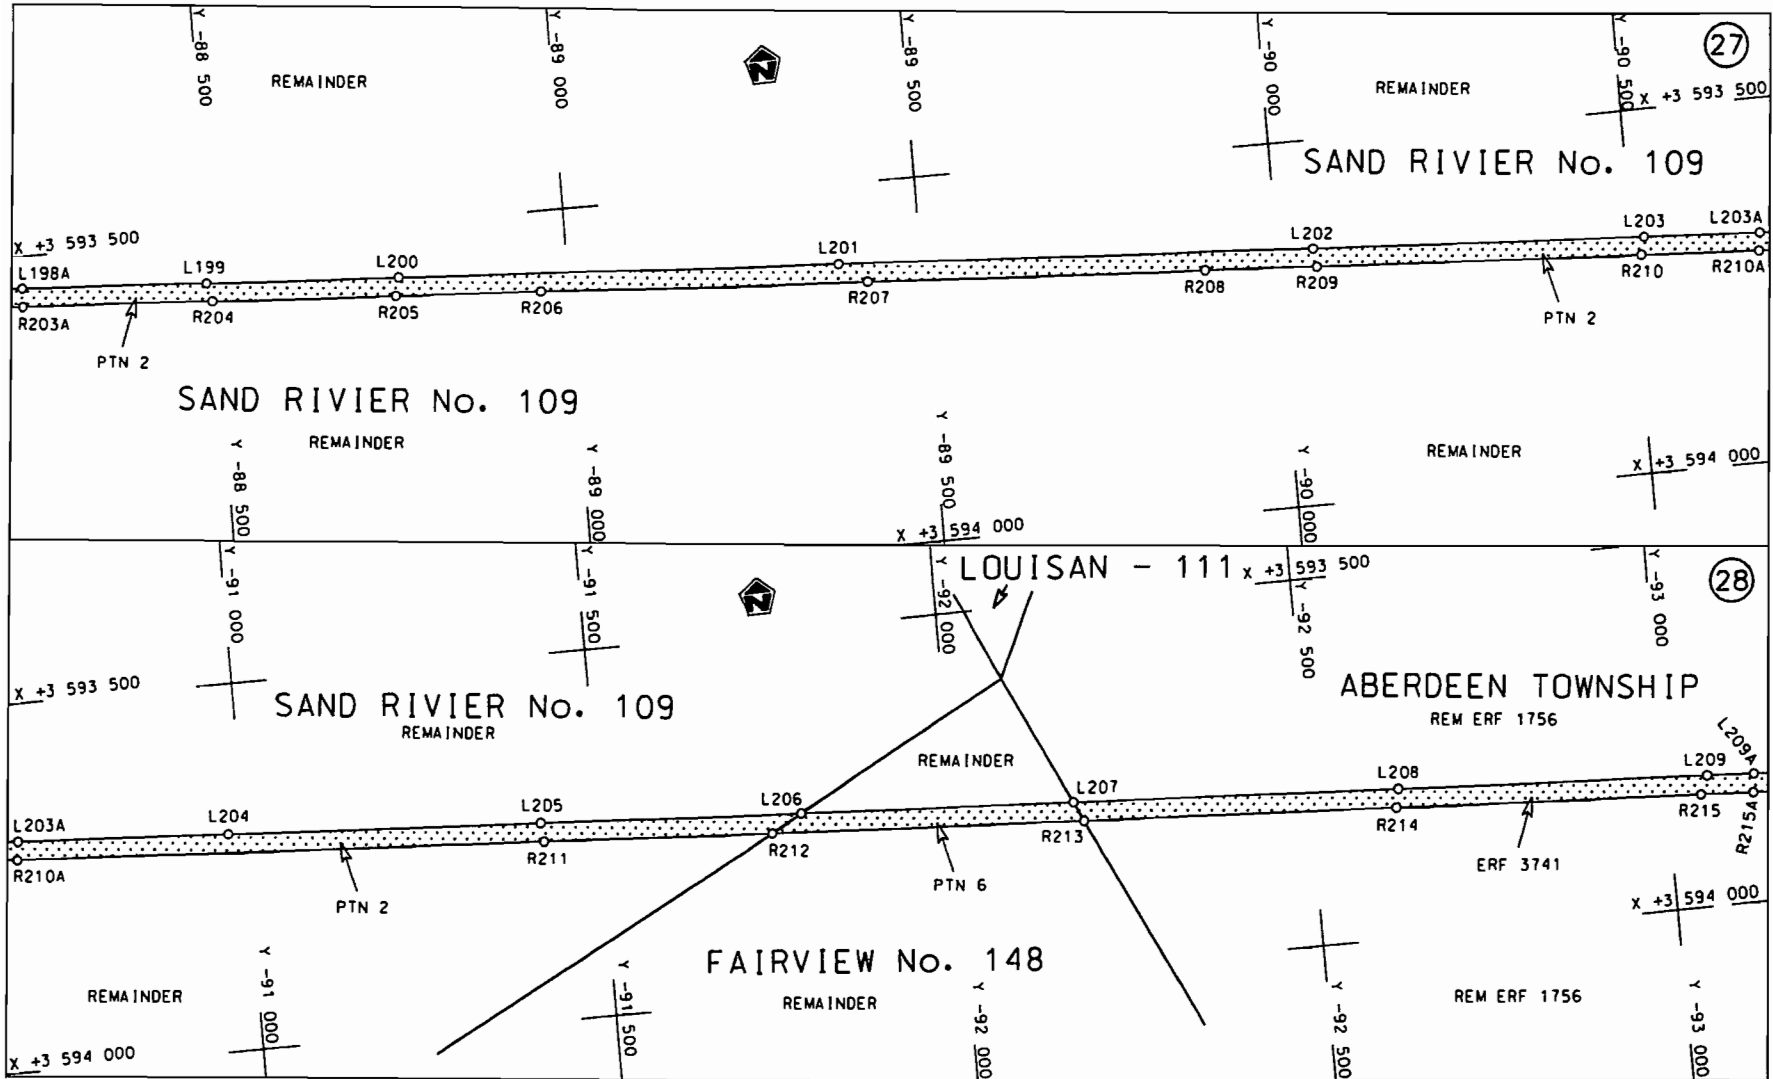 Y -88 500
Y -89 000
Y -89 500
Y -90 000
Y -90 500
27
REMAINDER
N
REMAINDER
X +3 593 500
SAND RIVIER No. 109
X +3 593 500
L198A
L199
L200
L201
L202
L203
L203A
R203A
R204
R205
R206
R207
R208
R209
R210
R210A
PTN 2
PTN 2
SAND RIVIER No. 109
REMAINDER
REMAINDER
Y -88 500
Y -89 000
Y -89 500
Y -90 000
X +3 594 000
X +3 594 000
Y -91 000
Y -91 500
Y -92 000
LOUISAN - 111
X +3 593 500
Y -92 500
Y -93 000
28
N
X +3 593 500
SAND RIVIER No. 109
REMAINDER
ABERDEEN TOWNSHIP
REM ERF 1756
REMAINDER
L203A
L204
L205
L206
L207
L208
L209
L209A
R210A
R211
R212
R213
R214
R215
R215A
PTN 2
PTN 6
ERF 3741
X +3 594 000
FAIRVIEW No. 148
REMAINDER
REMAINDER
REM ERF 1756
Y -91 000
Y -91 500
Y -92 000
Y -92 500
Y -93 000
X +3 594 000